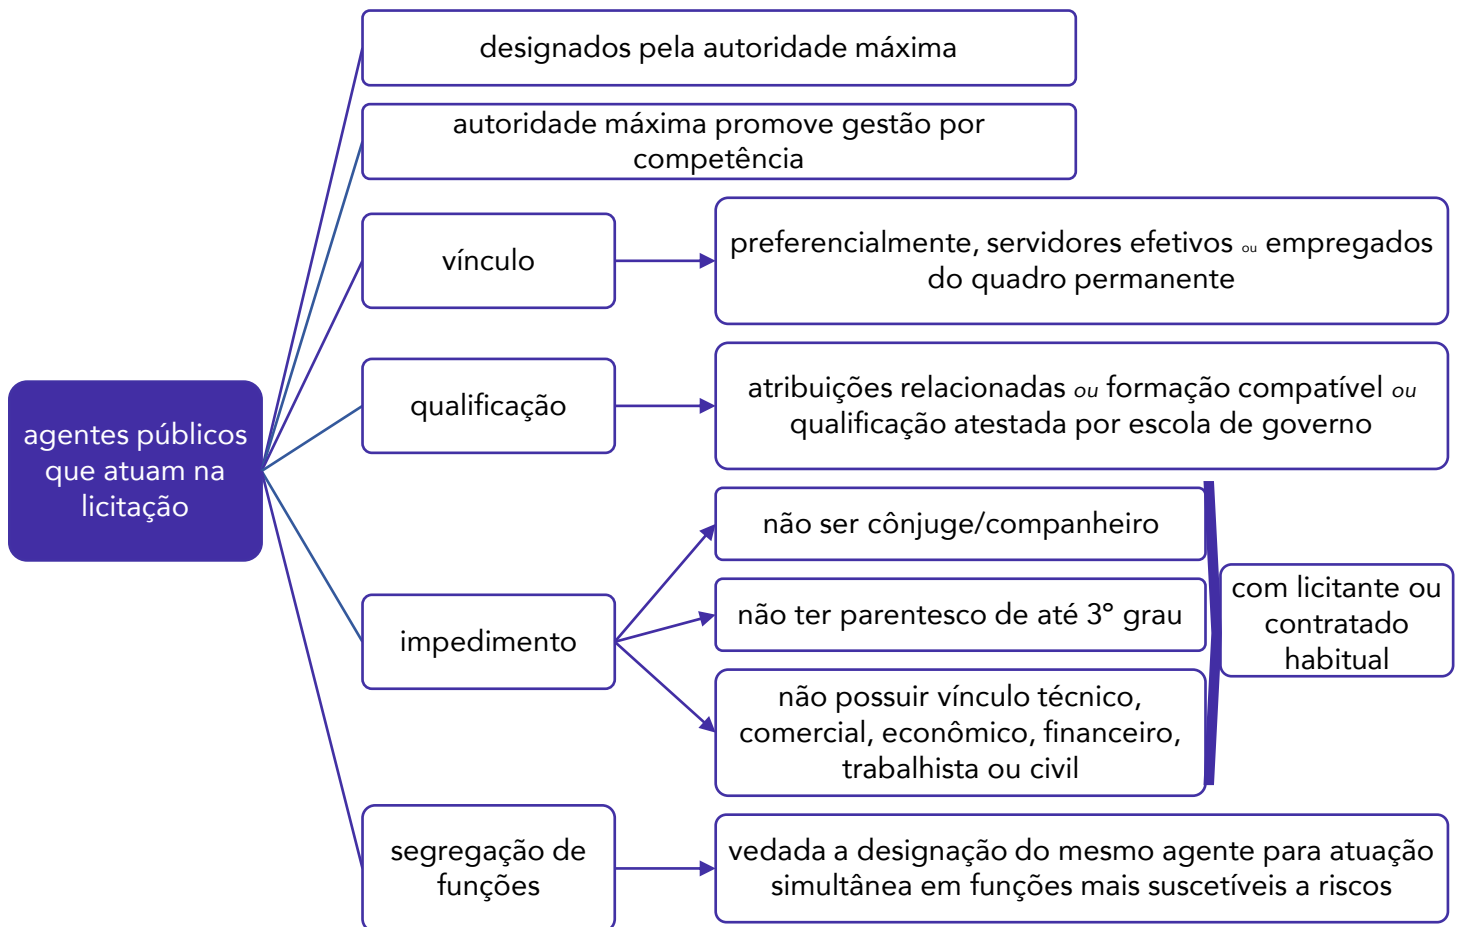 designados pela autoridade máxima
autoridade máxima promove gestão por
competência
vínculo
preferencialmente, servidores efetivos ou empregados
do quadro permanente
qualificação
atribuições relacionadas ou formação compatível ou
qualificação atestada por escola de governo
agentes públicos
que atuam na
licitação
impedimento
não ser cônjuge/companheiro
não ter parentesco de até 3º grau
não possuir vínculo técnico,
comercial, econômico, financeiro,
trabalhista ou civil
com licitante ou
contratado
habitual
segregação de
funções
vedada a designação do mesmo agente para atuação
simultânea em funções mais suscetíveis a riscos